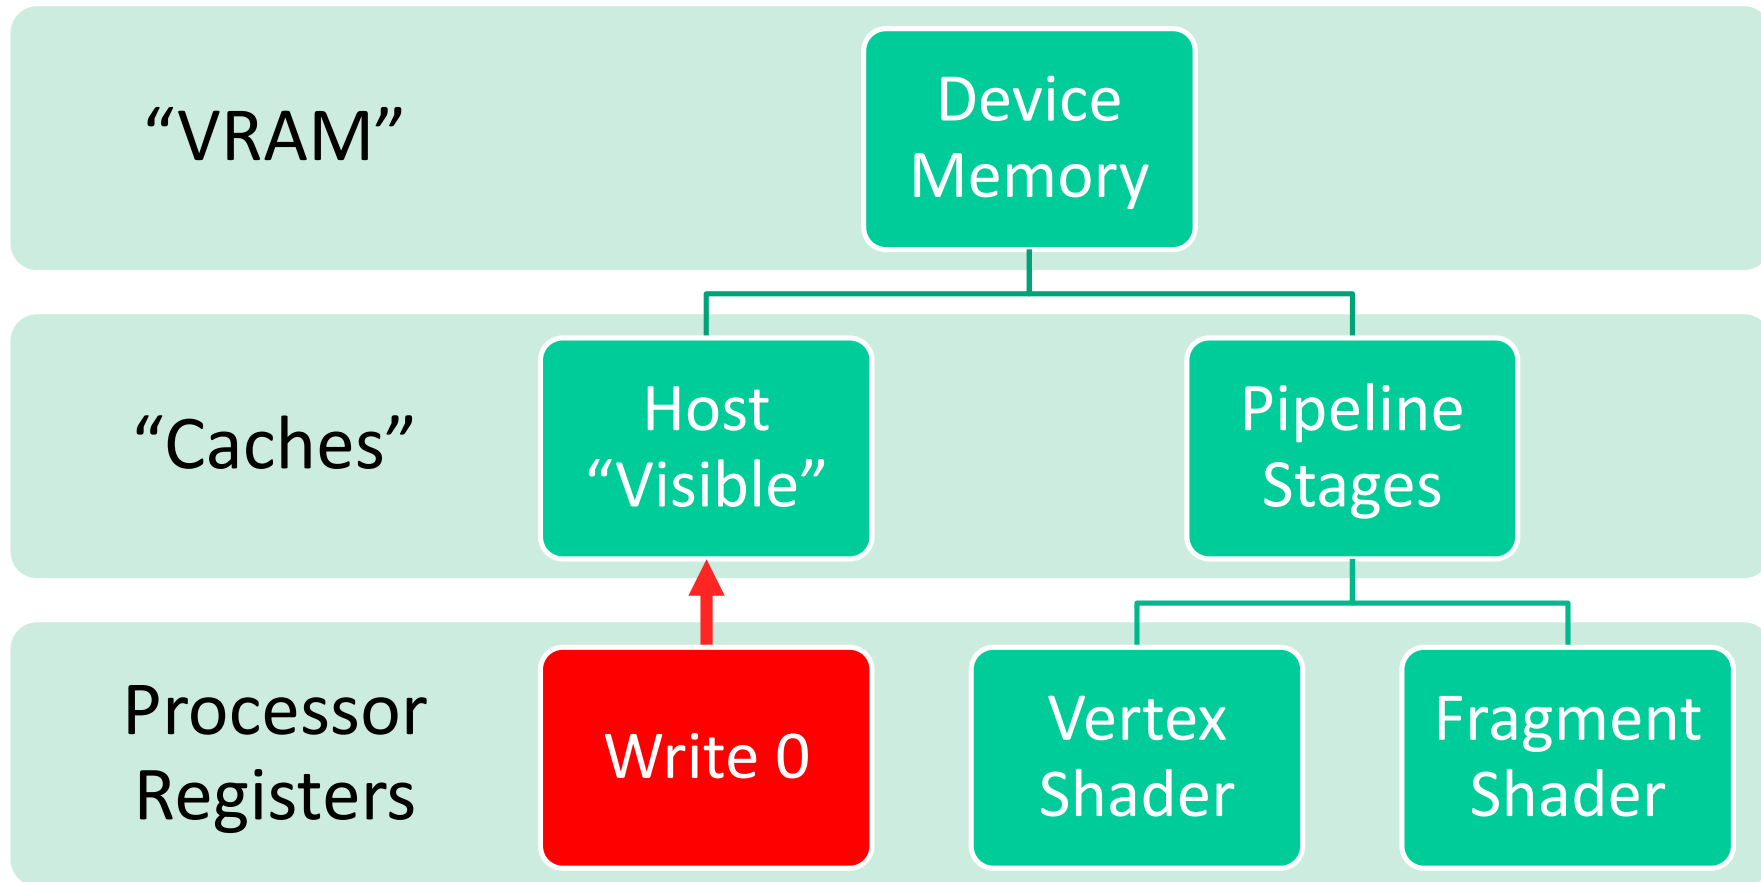 “VRAM”
Device
Memory
“Caches”
Host
“Visible”
Pipeline
Stages
Processor
Registers
Write 0
Vertex
Shader
Fragment
Shader